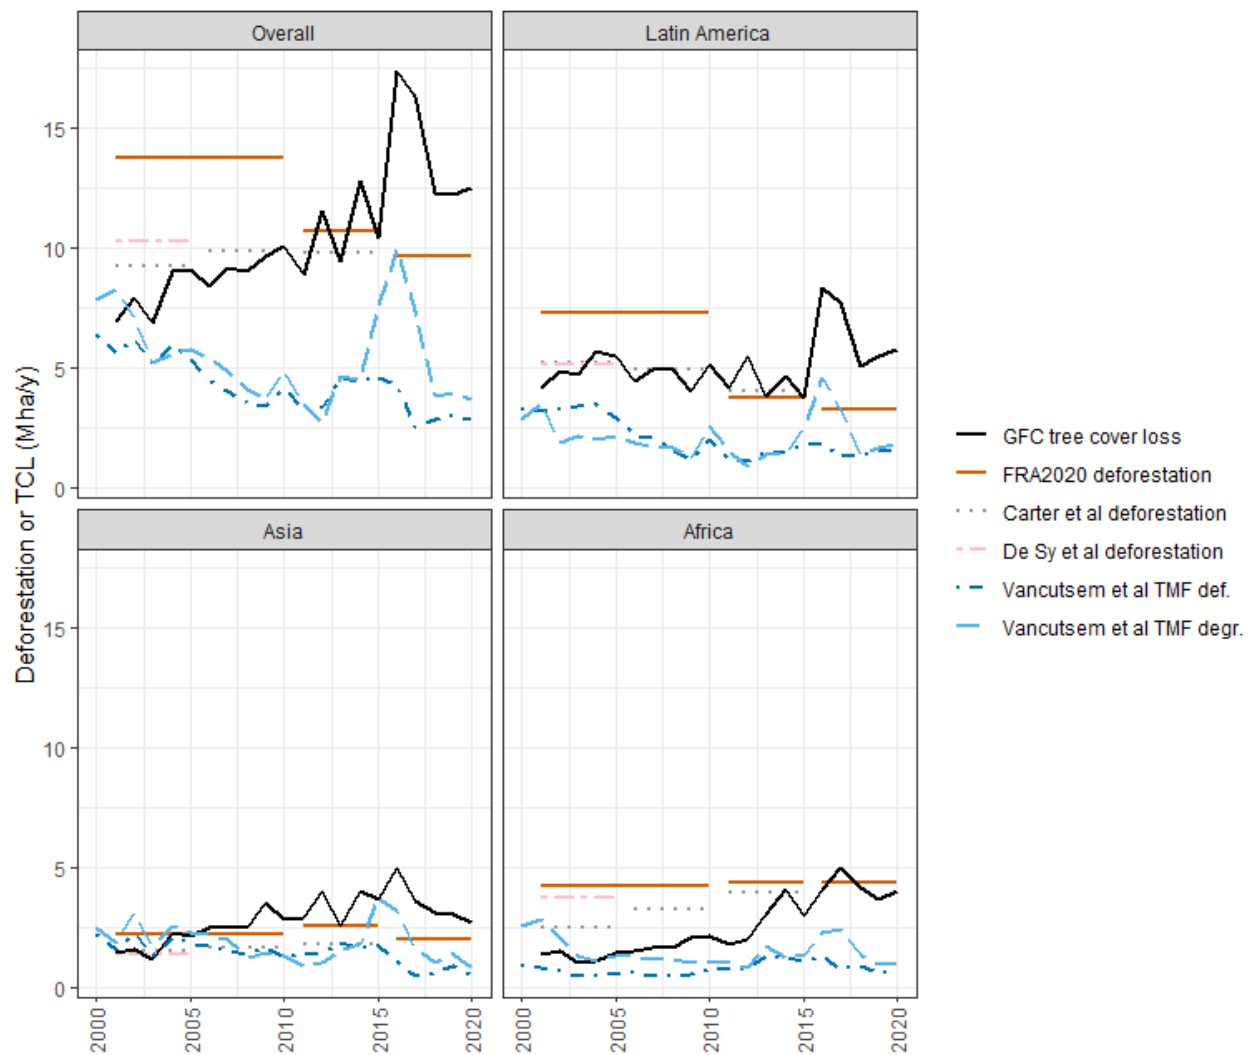 Overall
Latin America
15
10
5
0
Deforestation or TCL (M ha/y)
Asia
Africa
15
10
5
0
2000
2005
2010
2015
2020
2000
2005
2010
2015
2020
GFC tree cover loss
FRA2020 deforestation
Carter et al deforestation
De Sy et al deforestation
Vancutsem et al TMF def.
Vancutsem et al TMF degr.